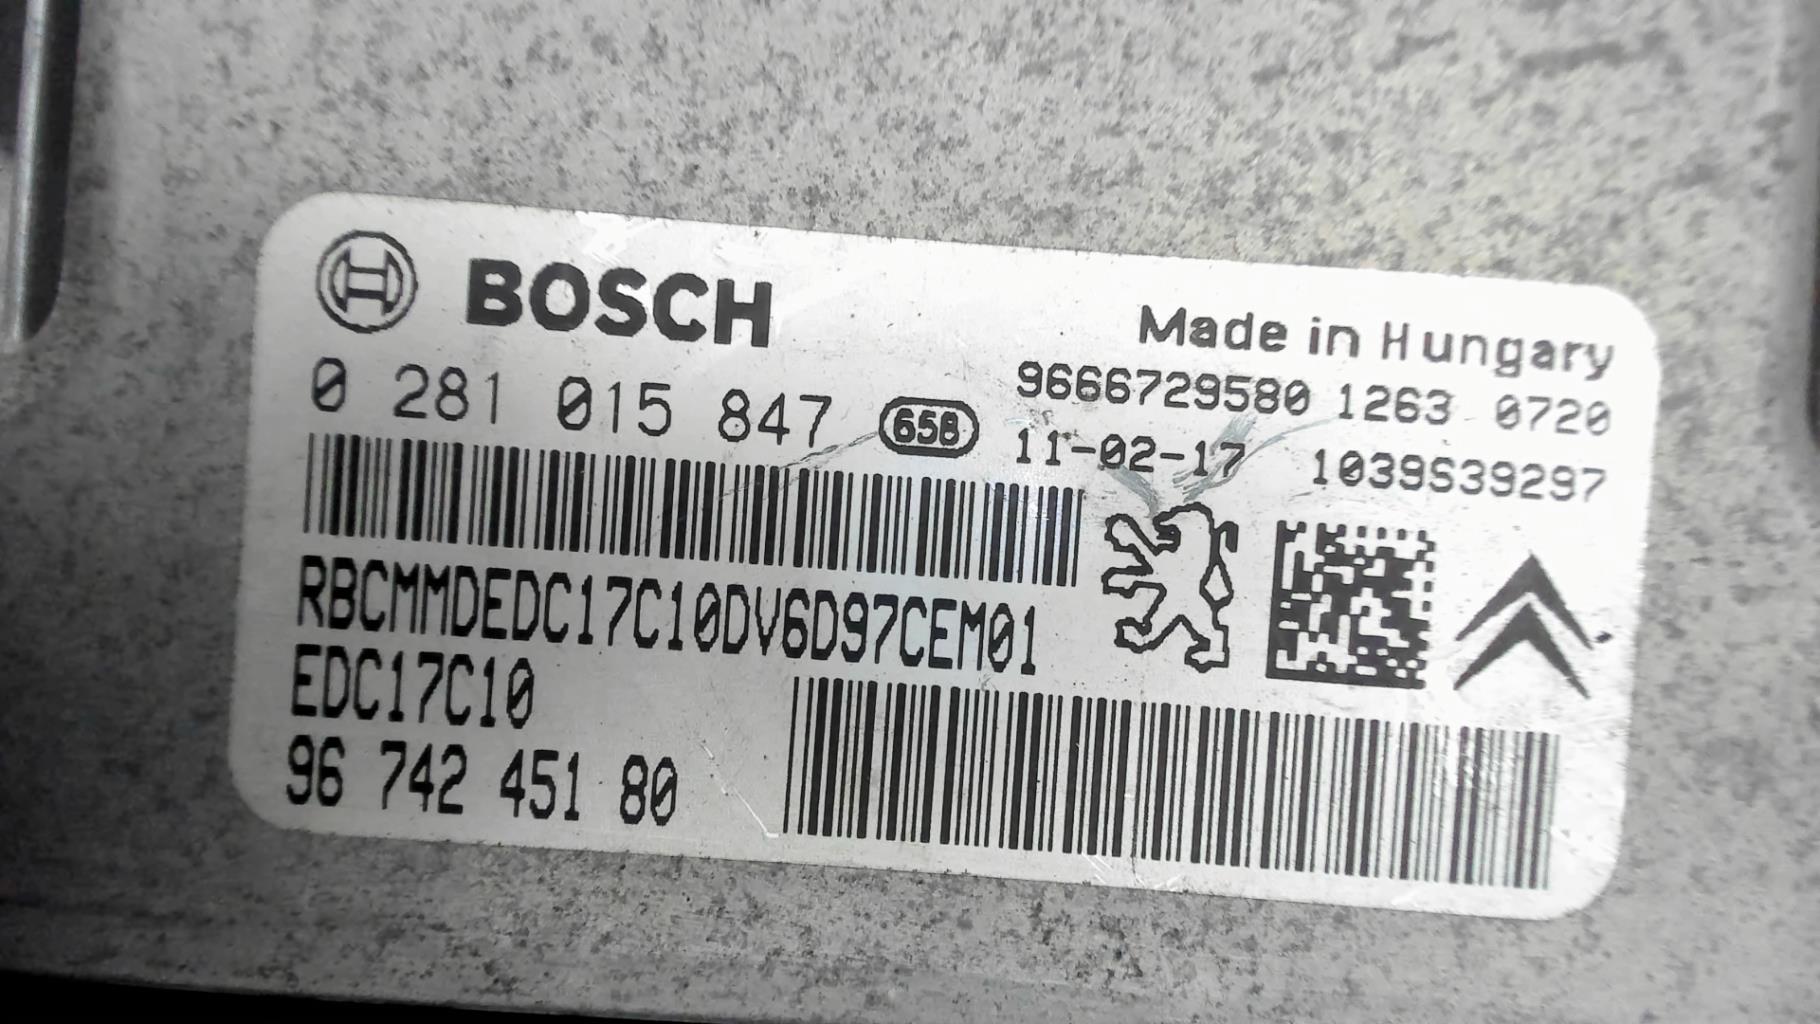 BOSCH
Made in Hungary
0 281 015 847 658
9666729580 1263 0720
11-02-17 1039S39297
RBCMMDEDC17C10DV6D97CEM01
EDC17C10
96 742 451 80